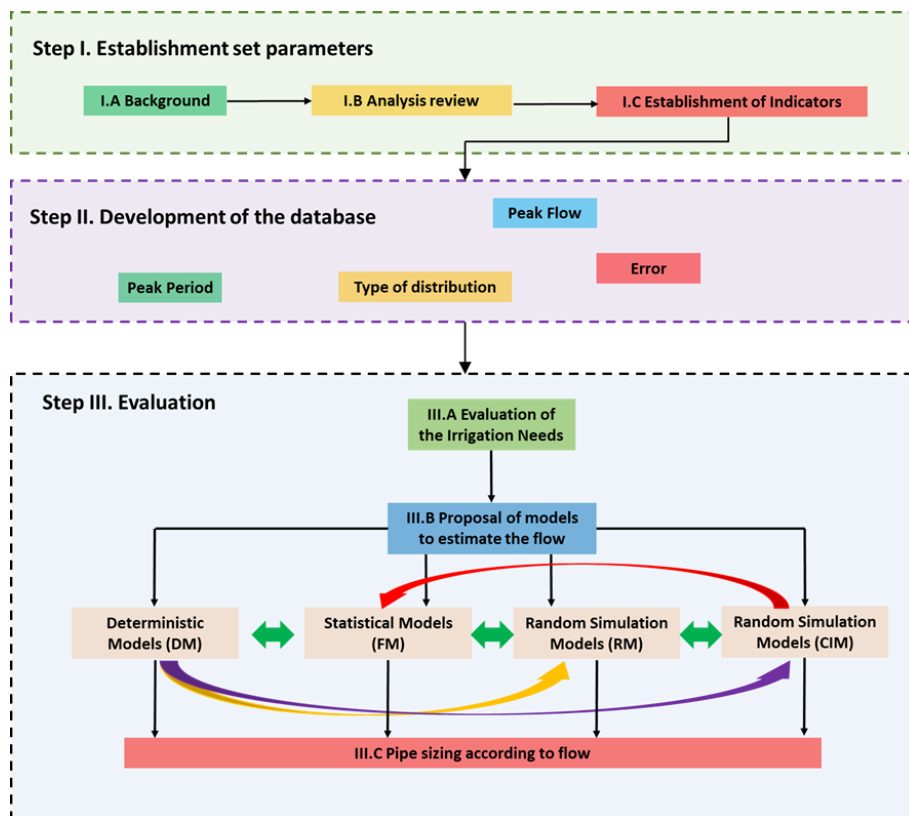 Step I. Establishment set parameters
I.A Background
I.B Analysis review
I.C Establishment of Indicators
Step II. Development of the database
Peak Flow
Error
Peak Period
Type of distribution
Step III. Evaluation
III.A Evaluation of
the Irrigation Needs
III.B Proposal of models
to estimate the flow
Deterministic
Models (DM)
Statistical Models
(FM)
Random Simulation
Models (RM)
Random Simulation
Models (CIM)
III.C Pipe sizing according to flow